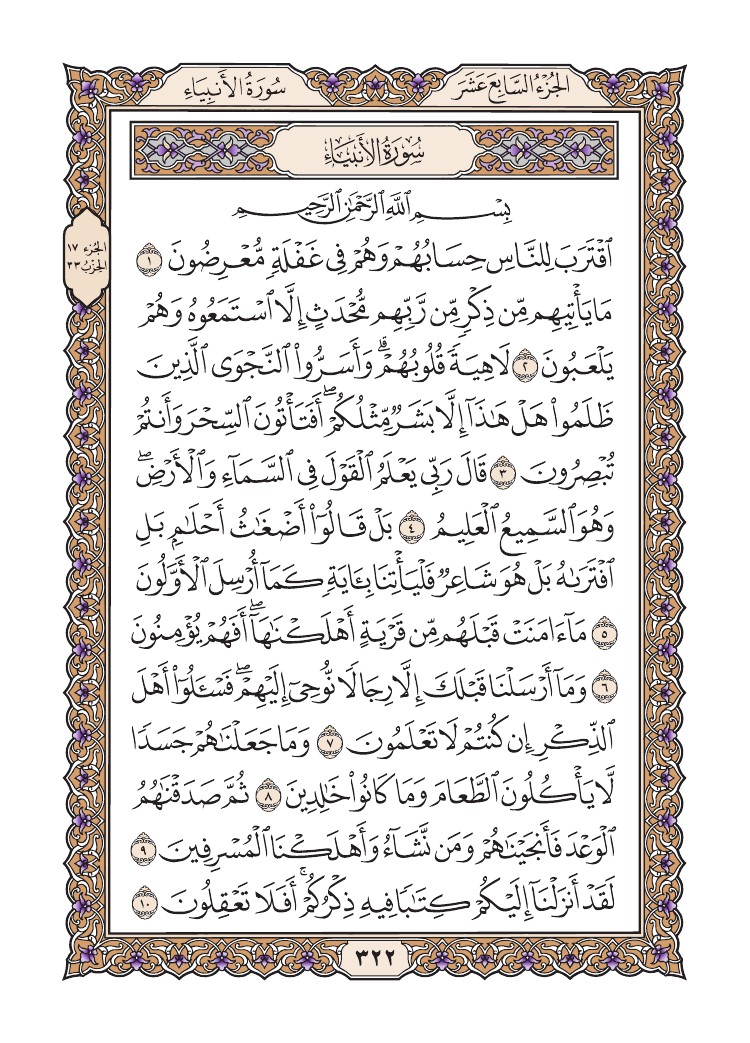 الجُزْءُ السَّابِعَ عَشَرَ
سُورَةُ الأَنبِيَاءِ
سُورَةُ الأَنبِيَاءِ
الجُزْء ١٧
الحِزْب ٣٣
بِسْمِ ٱللَّهِ ٱلرَّحْمَٰنِ ٱلرَّحِيمِ
ٱقْتَرَبَ لِلنَّاسِ حِسَابُهُمْ وَهُمْ فِى غَفْلَةٍ مُّعْرِضُونَ ١
مَا يَأْتِيهِم مِّن ذِكْرٍ مِّن رَّبِّهِم مُّحْدَثٍ إِلَّا ٱسْتَمَعُوهُ وَهُمْ
يَلْعَبُونَ ٢ لَاهِيَةً قُلُوبُهُمْ ۗ وَأَسَرُّوا۟ ٱلنَّجْوَى ٱلَّذِينَ
ظَلَمُوا۟ هَلْ هَٰذَآ إِلَّا بَشَرٌ مِّثْلُكُمْ ۖ أَفَتَأْتُونَ ٱلسِّحْرَ وَأَنتُمْ
تُبْصِرُونَ ٣ قَالَ رَبِّى يَعْلَمُ ٱلْقَوْلَ فِى ٱلسَّمَآءِ وَٱلْأَرْضِ ۖ
وَهُوَ ٱلسَّمِيعُ ٱلْعَلِيمُ ٤ بَلْ قَالُوٓا۟ أَضْغَٰثُ أَحْلَٰمٍۭ بَلِ
ٱفْتَرَىٰهُ بَلْ هُوَ شَاعِرٌ فَلْيَأْتِنَا بِـَٔايَةٍ كَمَآ أُرْسِلَ ٱلْأَوَّلُونَ
٥ مَآ ءَامَنَتْ قَبْلَهُم مِّن قَرْيَةٍ أَهْلَكْنَٰهَآ ۖ أَفَهُمْ يُؤْمِنُونَ
٦ وَمَآ أَرْسَلْنَا قَبْلَكَ إِلَّا رِجَالًا نُّوحِىٓ إِلَيْهِمْ ۖ فَسْـَٔلُوٓا۟ أَهْلَ
ٱلذِّكْرِ إِن كُنتُمْ لَا تَعْلَمُونَ ٧ وَمَا جَعَلْنَٰهُمْ جَسَدًا
لَّا يَأْكُلُونَ ٱلطَّعَامَ وَمَا كَانُوا۟ خَٰلِدِينَ ٨ ثُمَّ صَدَقْنَٰهُمُ
ٱلْوَعْدَ فَأَنجَيْنَٰهُمْ وَمَن نَّشَآءُ وَأَهْلَكْنَا ٱلْمُسْرِفِينَ ٩
لَقَدْ أَنزَلْنَآ إِلَيْكُمْ كِتَٰبًا فِيهِ ذِكْرُكُمْ ۖ أَفَلَا تَعْقِلُونَ ١٠
٣٢٢